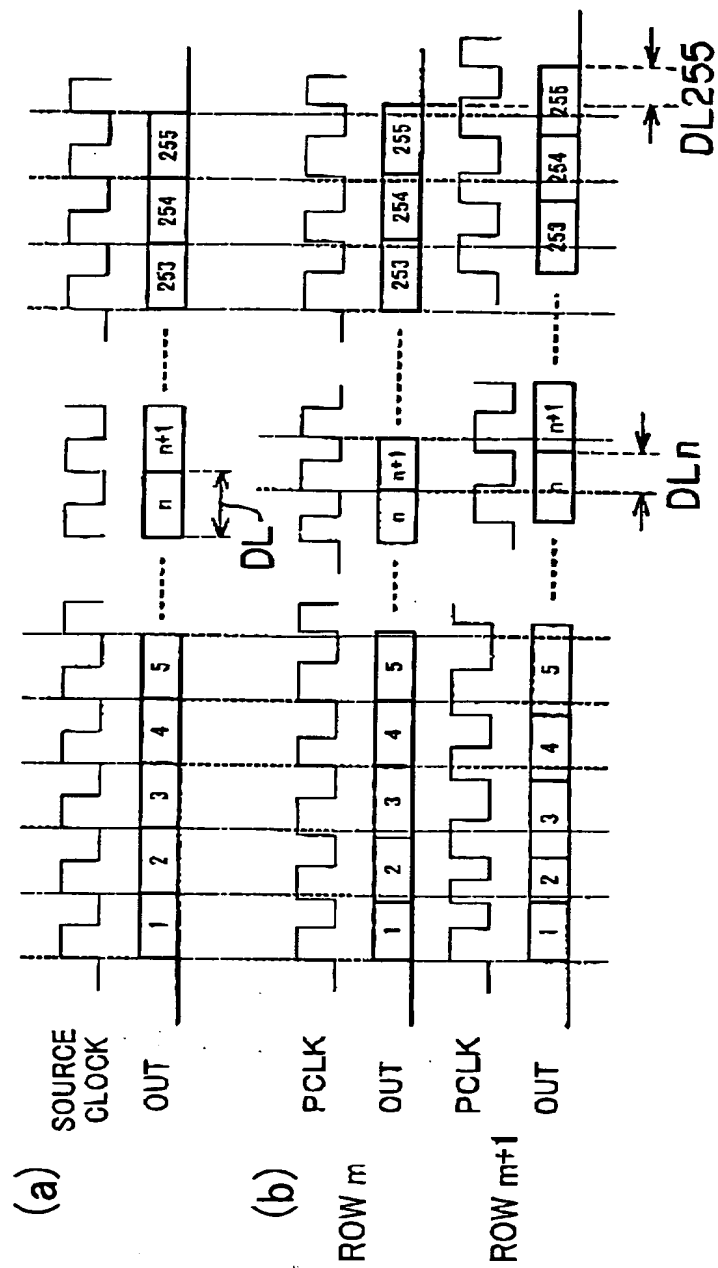 (a)
SOURCE
CLOCK
OUT 1 2 3 4 5 n n+1 253 254 255
DL
(b)
PCLK
ROW m
OUT 1 2 3 4 5 n n+1 253 254 255
PCLK
ROW m+1
OUT 1 2 3 4 5 n n+1 253 254 255
DLn
DL255